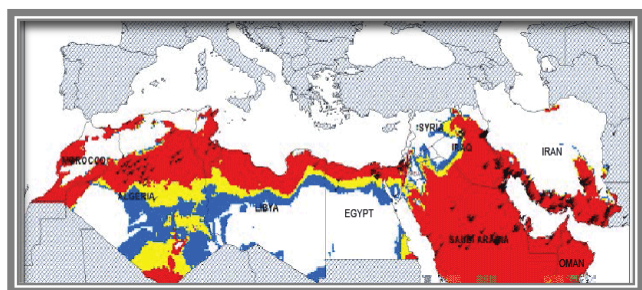 SYRIA
IRAQ
IRAN
MOROCCO
ALGERIA
LIBYA
EGYPT
SAUDI ARABIA
OMAN